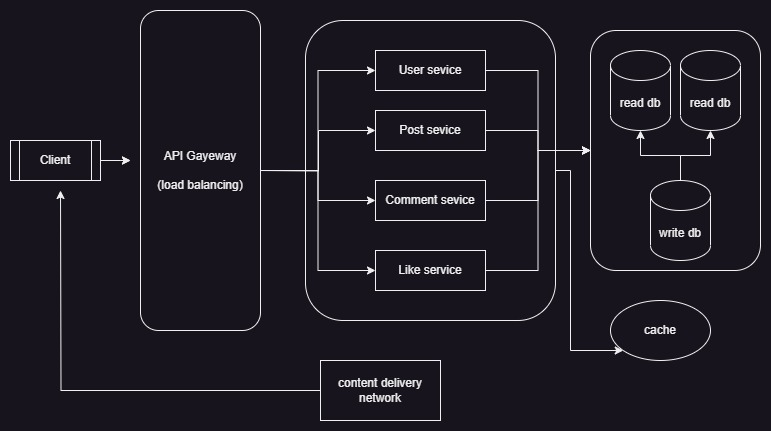 Client
API Gayeway
(load balancing)
User sevice
Post sevice
Comment sevice
Like service
read db
read db
write db
cache
content delivery
network